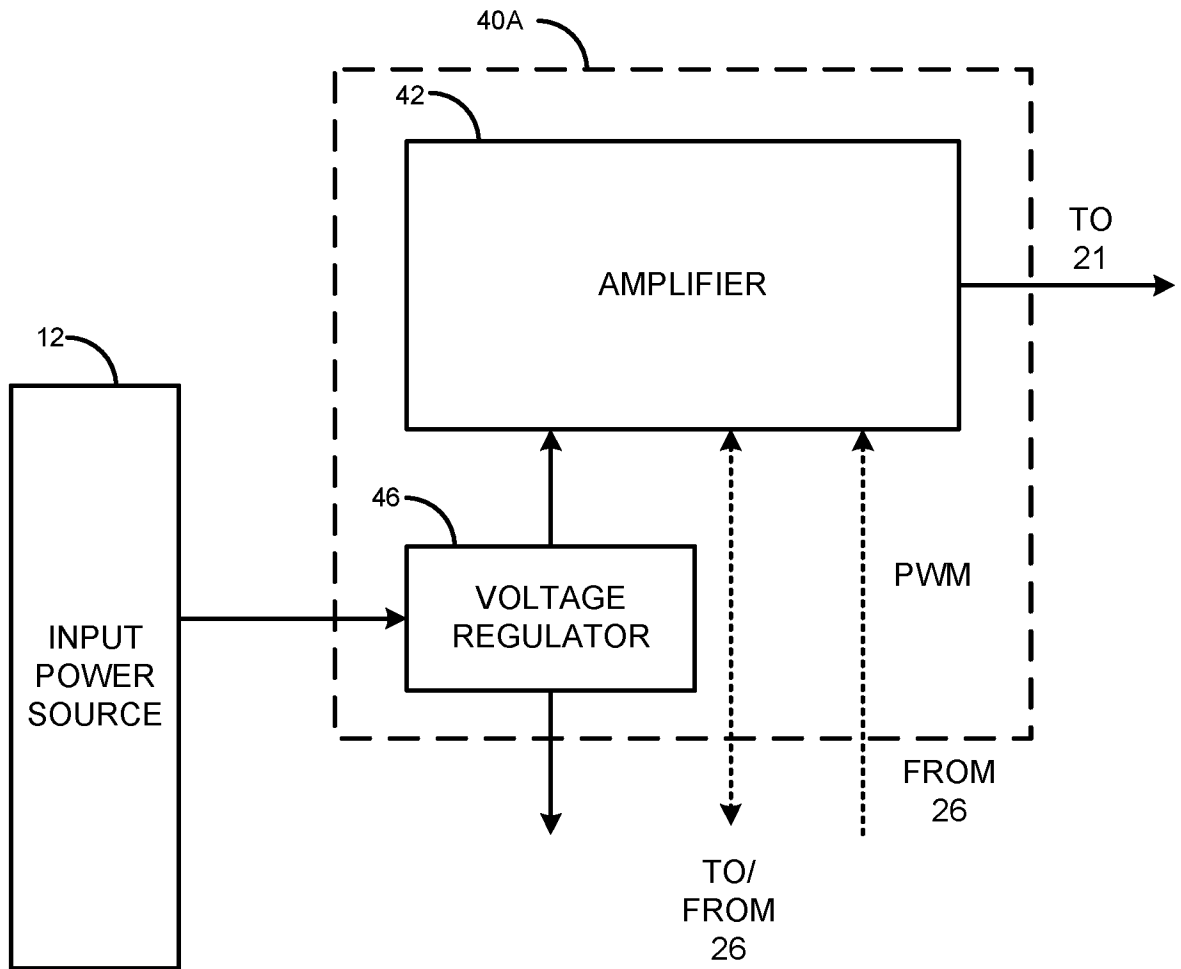 40A
42
AMPLIFIER
TO
21
12
46
VOLTAGE
REGULATOR
PWM
INPUT
POWER
SOURCE
FROM
26
TO/
FROM
26